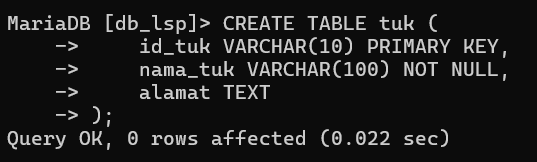 MariaDB [db_lsp]> CREATE TABLE tuk (
    ->     id_tuk VARCHAR(10) PRIMARY KEY,
    ->     nama_tuk VARCHAR(100) NOT NULL,
    ->     alamat TEXT
    -> );
Query OK, 0 rows affected (0.022 sec)